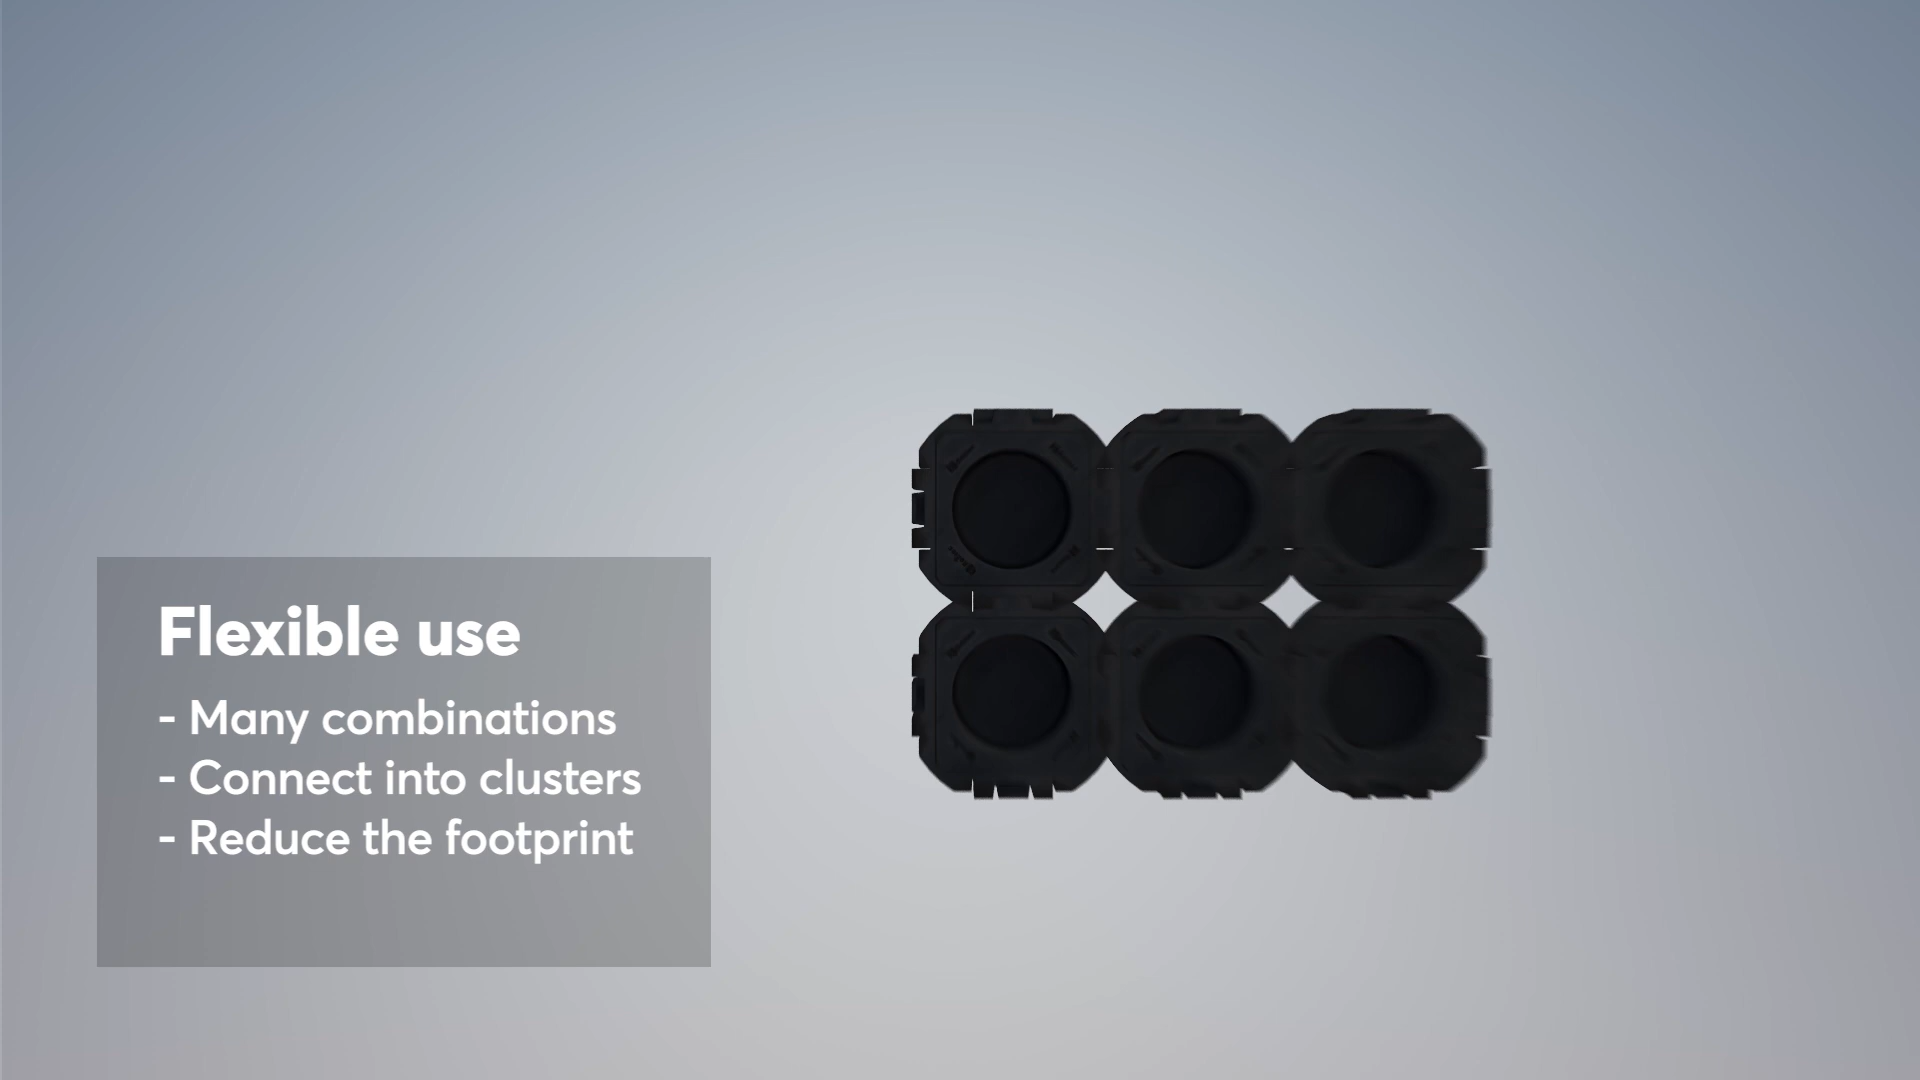 Flexible use
- Many combinations
- Connect into clusters
- Reduce the footprint